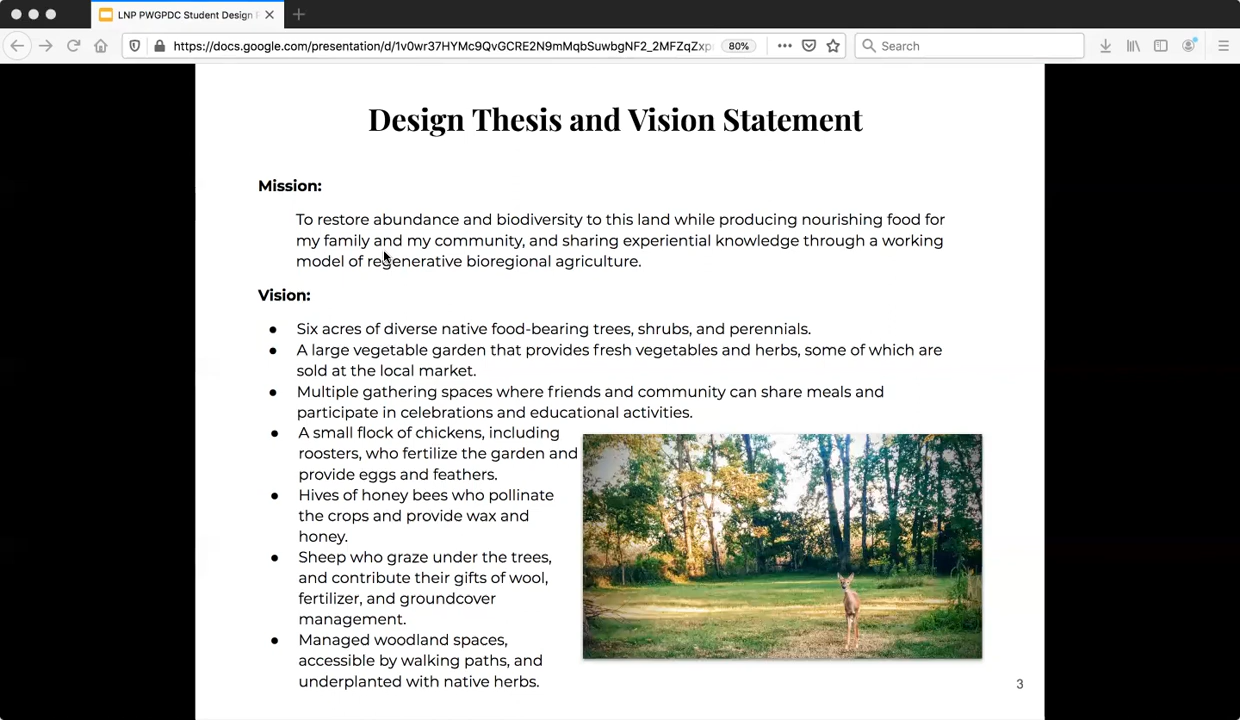 LNP PWGPDC Student Design
https://docs.google.com/presentation/d/1v0wr37HYMc9QvGCRE2N9mMqbSuwbgNF2_2MFZqZxp
80%
Search
Design Thesis and Vision Statement
Mission:
To restore abundance and biodiversity to this land while producing nourishing food for
my family and my community, and sharing experiential knowledge through a working
model of regenerative bioregional agriculture.
Vision:
● Six acres of diverse native food-bearing trees, shrubs, and perennials.
● A large vegetable garden that provides fresh vegetables and herbs, some of which are
sold at the local market.
● Multiple gathering spaces where friends and community can share meals and
participate in celebrations and educational activities.
● A small flock of chickens, including
roosters, who fertilize the garden and
provide eggs and feathers.
● Hives of honey bees who pollinate
the crops and provide wax and
honey.
● Sheep who graze under the trees,
and contribute their gifts of wool,
fertilizer, and groundcover
management.
● Managed woodland spaces,
accessible by walking paths, and
underplanted with native herbs.
3